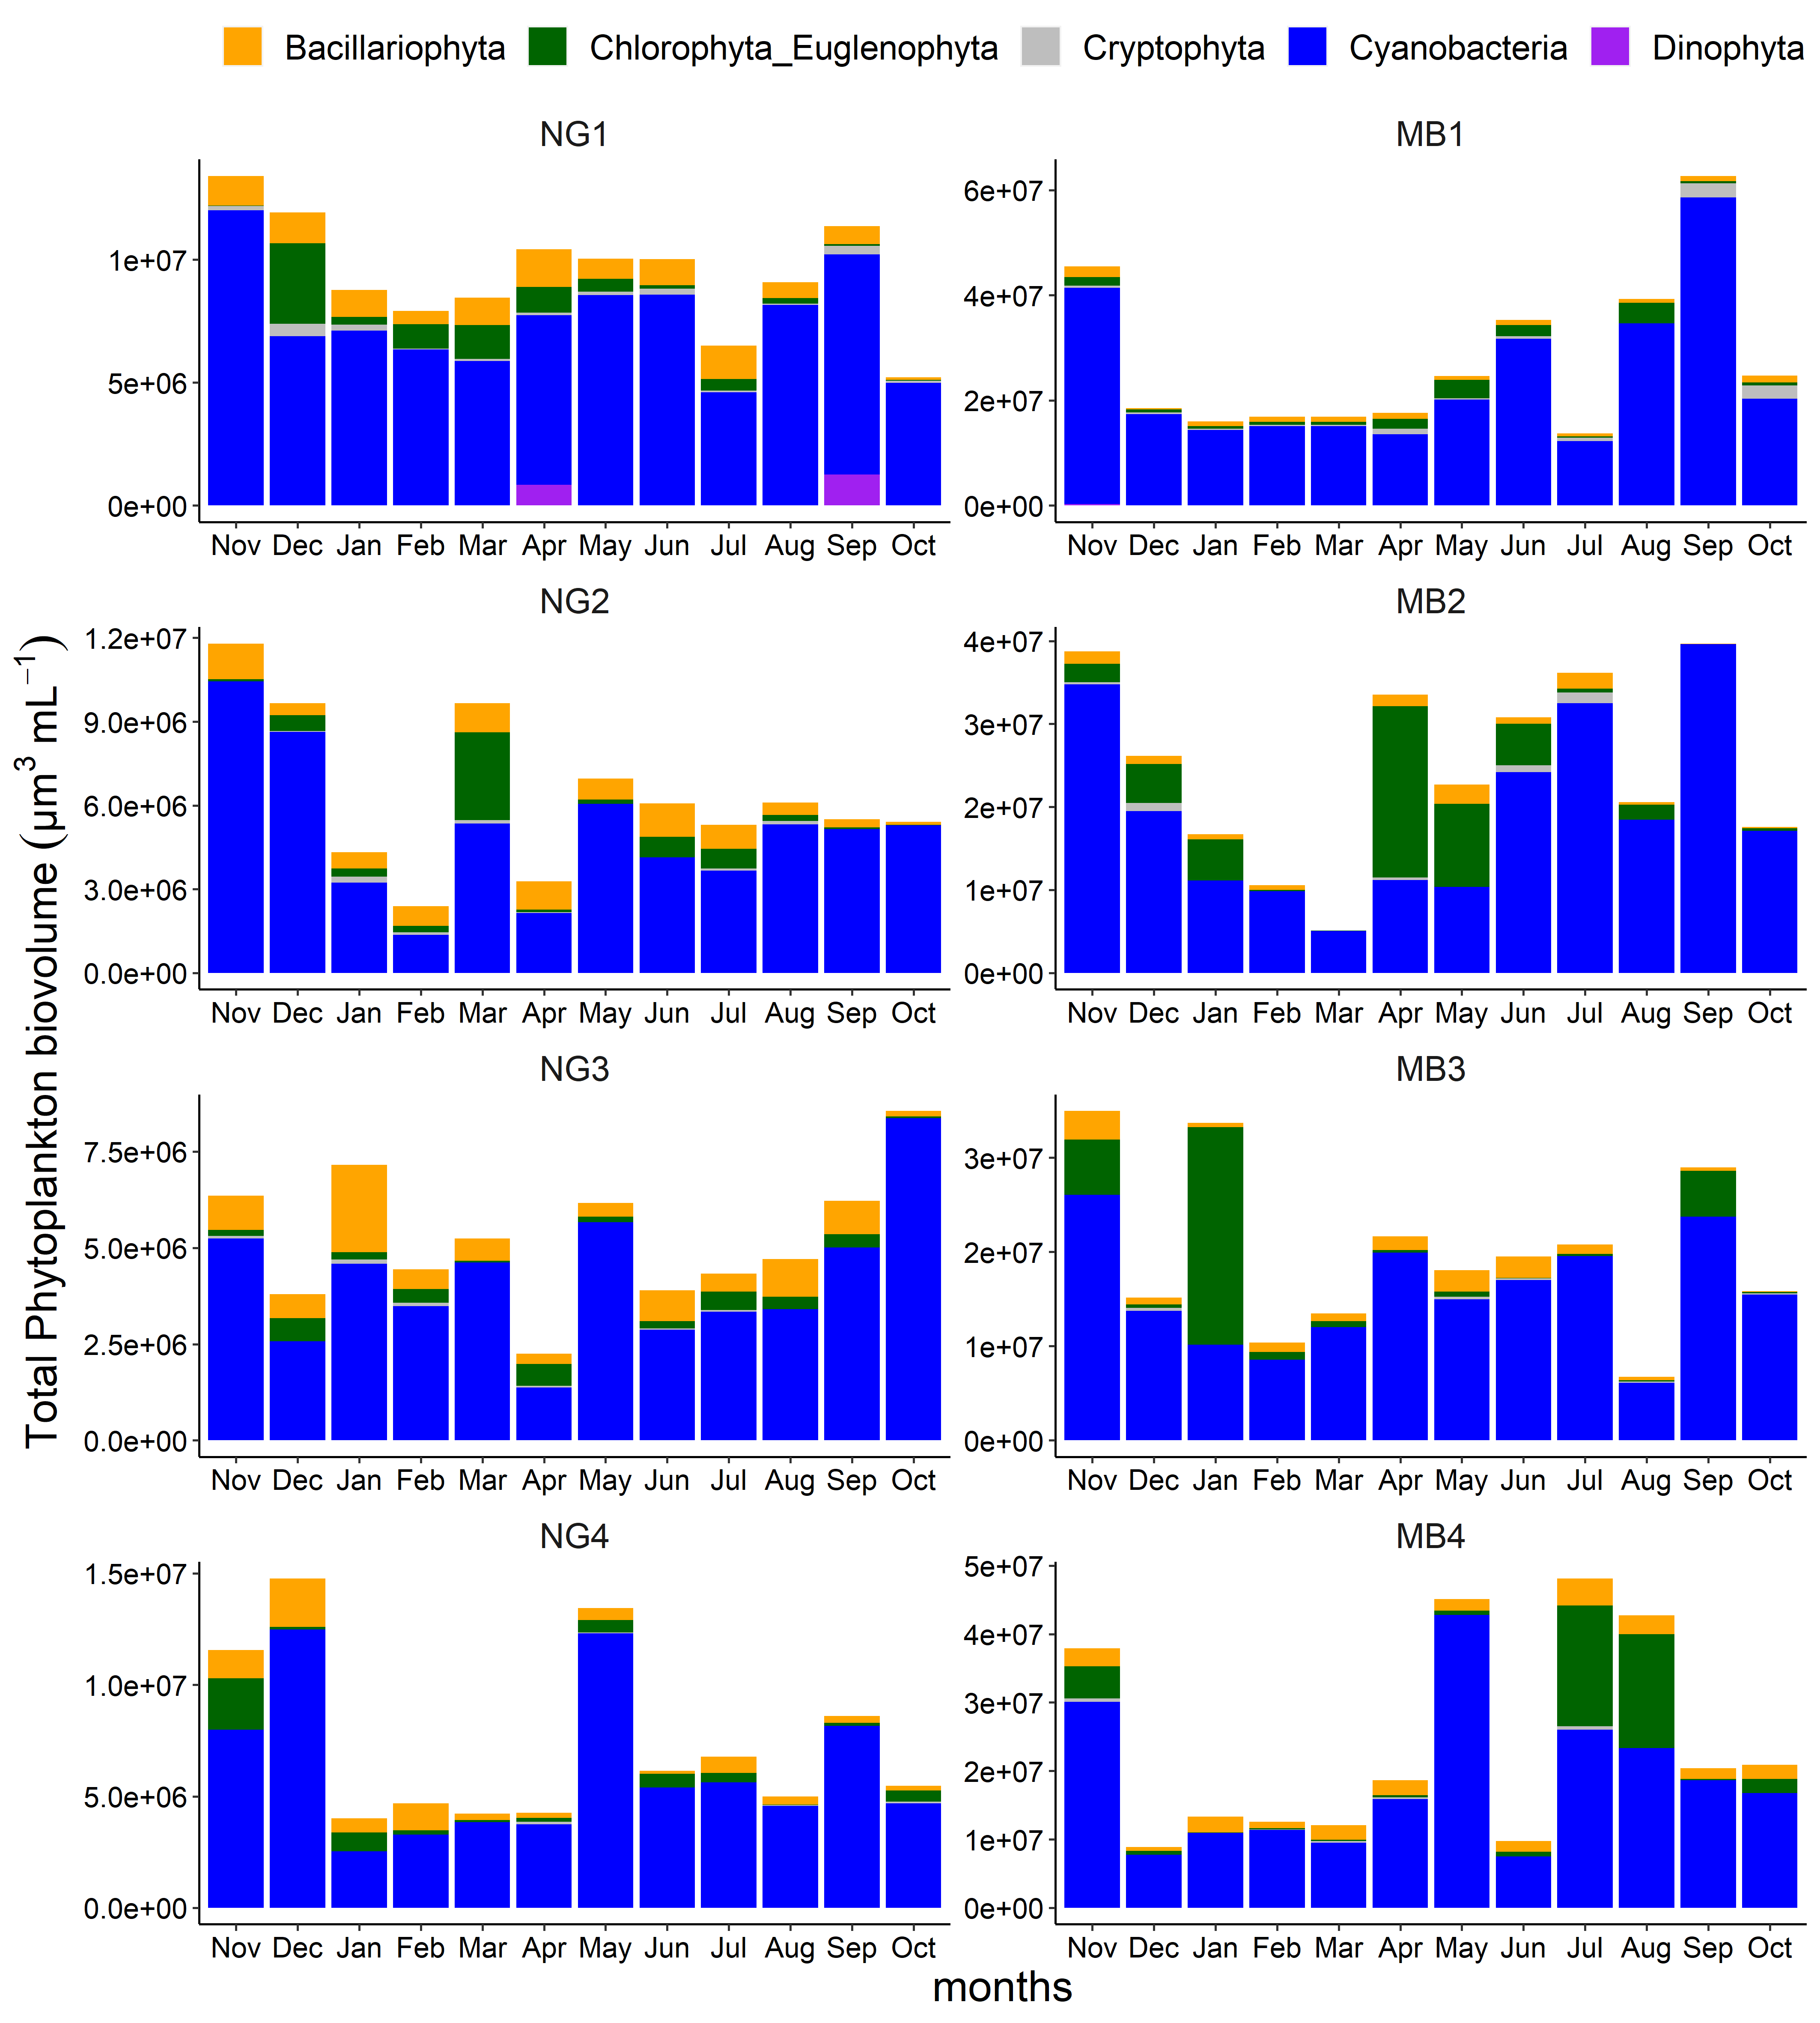 Bacillariophyta Chlorophyta_Euglenophyta Cryptophyta Cyanobacteria Dinophyta
Total Phytoplankton biovolume (µm³ mL⁻¹)
NG1
1e+07
5e+06
0e+00
Nov Dec Jan Feb Mar Apr May Jun Jul Aug Sep Oct
MB1
6e+07
4e+07
2e+07
0e+00
Nov Dec Jan Feb Mar Apr May Jun Jul Aug Sep Oct
NG2
1.2e+07
9.0e+06
6.0e+06
3.0e+06
0.0e+00
Nov Dec Jan Feb Mar Apr May Jun Jul Aug Sep Oct
MB2
4e+07
3e+07
2e+07
1e+07
0e+00
Nov Dec Jan Feb Mar Apr May Jun Jul Aug Sep Oct
NG3
7.5e+06
5.0e+06
2.5e+06
0.0e+00
Nov Dec Jan Feb Mar Apr May Jun Jul Aug Sep Oct
MB3
3e+07
2e+07
1e+07
0e+00
Nov Dec Jan Feb Mar Apr May Jun Jul Aug Sep Oct
NG4
1.5e+07
1.0e+07
5.0e+06
0.0e+00
Nov Dec Jan Feb Mar Apr May Jun Jul Aug Sep Oct
MB4
5e+07
4e+07
3e+07
2e+07
1e+07
0e+00
Nov Dec Jan Feb Mar Apr May Jun Jul Aug Sep Oct
months